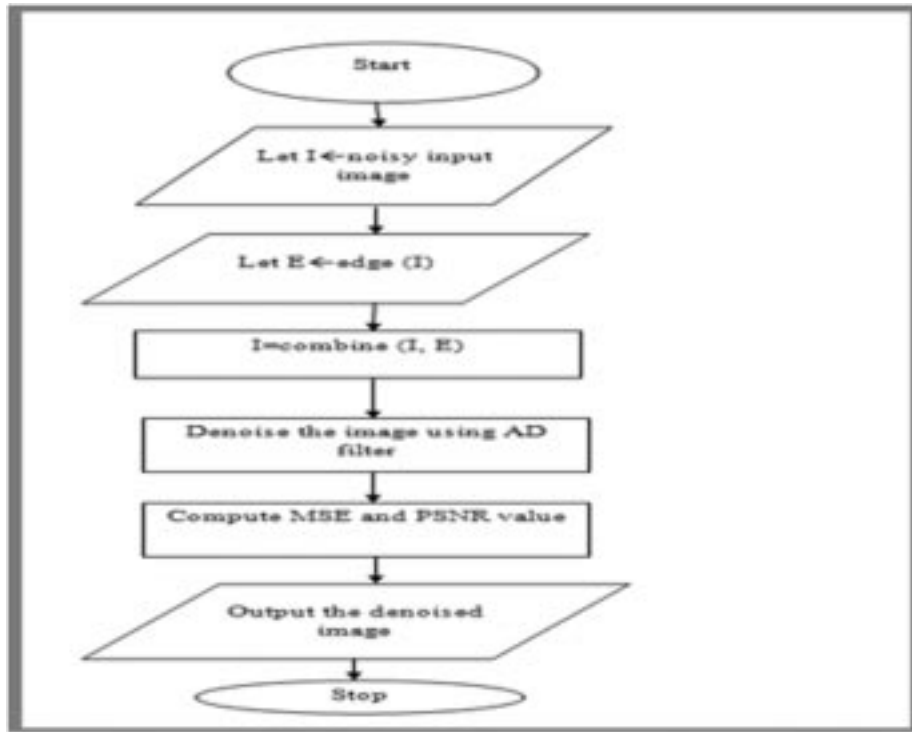 Start
Let I←noisy input
image
Let E←edge (I)
I=combine (I, E)
Denoise the image using AD
filter
Compute MSE and PSNR value
Output the denoised
image
Stop